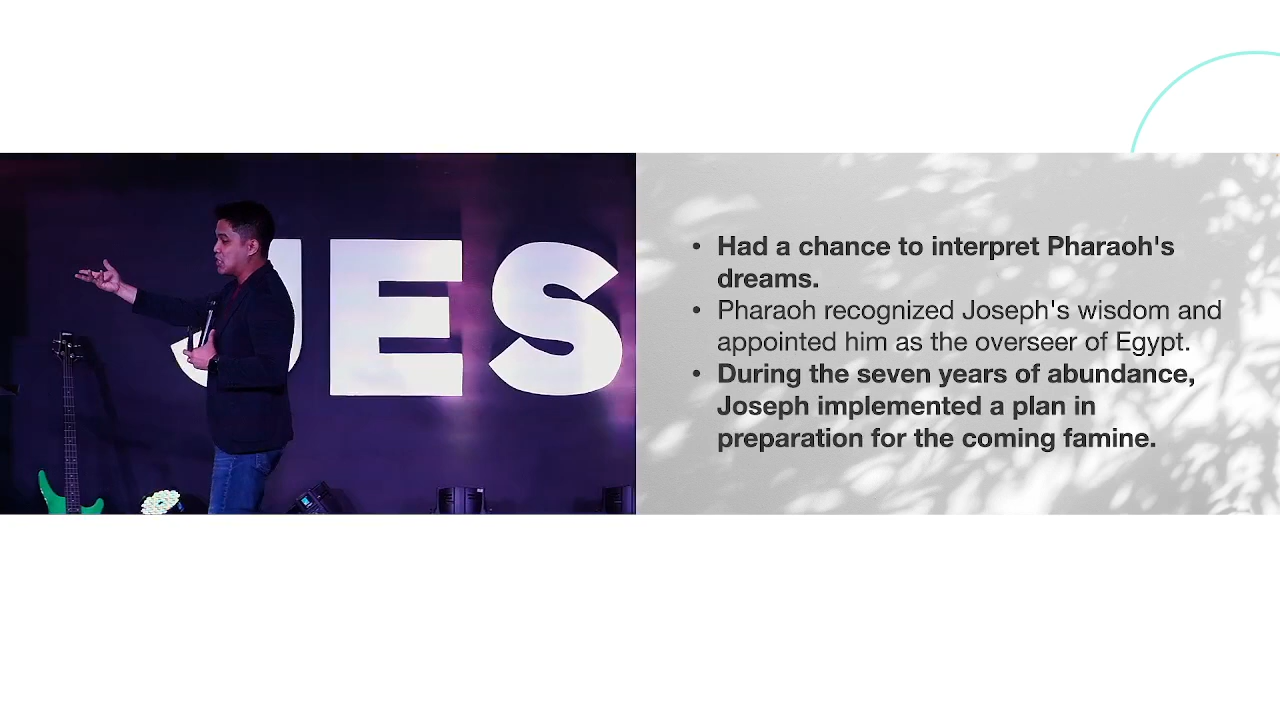 JES
• Had a chance to interpret Pharaoh's
dreams.
• Pharaoh recognized Joseph's wisdom and
appointed him as the overseer of Egypt.
• During the seven years of abundance,
Joseph implemented a plan in
preparation for the coming famine.